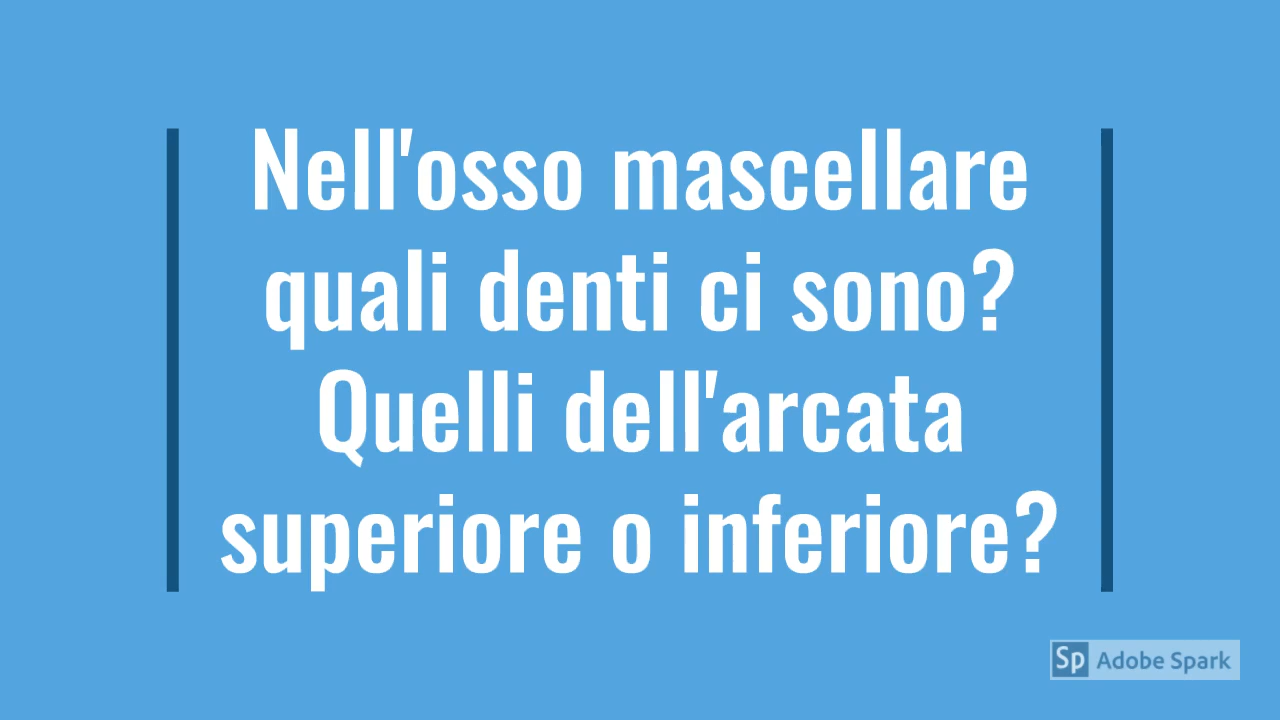 Nell'osso mascellare
quali denti ci sono?
Quelli dell'arcata
superiore o inferiore?
Sp Adobe Spark